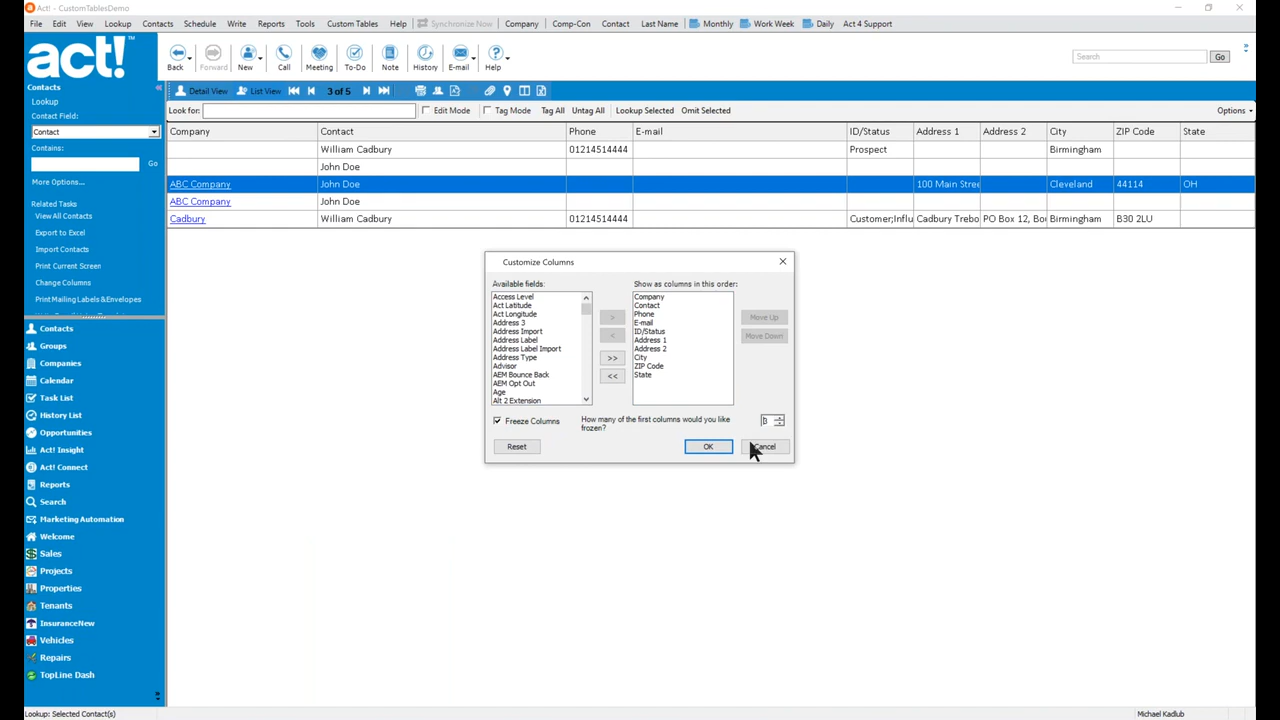 Act! - CustomTablesDemo
File Edit View Lookup Contacts Schedule Write Reports Tools Custom Tables Help Synchronize Now Company Comp-Con Contact Last Name Monthly Work Week Daily Act 4 Support
act!™
Back Forward New Call Meeting To-Do Note History E-mail Help
Search Go
Contacts
Lookup
Contact Field:
Contact
Contains:
Go
More Options...
Related Tasks
View All Contacts
Export to Excel
Import Contacts
Print Current Screen
Change Columns
Print Mailing Labels & Envelopes
Contacts
Groups
Companies
Calendar
Task List
History List
Opportunities
Act! Insight
Act! Connect
Reports
Search
Marketing Automation
Welcome
Sales
Projects
Properties
Tenants
InsuranceNew
Vehicles
Repairs
TopLine Dash
Detail View List View 3 of 5
Look for: Edit Mode Tag Mode Tag All Untag All Lookup Selected Omit Selected Options
Company Contact Phone E-mail ID/Status Address 1 Address 2 City ZIP Code State
William Cadbury 01214514444 Prospect Birmingham
John Doe
ABC Company John Doe 100 Main Stree Cleveland 44114 OH
ABC Company John Doe
Cadbury William Cadbury 01214514444 Customer;Influ Cadbury Trebo PO Box 12, Bou Birmingham B30 2LU
Customize Columns
Available fields:
Access Level
Act Latitude
Act Longitude
Address 3
Address Import
Address Label
Address Label Import
Address Type
Advisor
AEM Bounce Back
AEM Opt Out
Age
Alt 2 Extension
>
<
>>
<<
Show as columns in this order:
Company
Contact
Phone
E-mail
ID/Status
Address 1
Address 2
City
ZIP Code
State
Move Up
Move Down
Freeze Columns
How many of the first columns would you like
frozen?
Reset OK Cancel
Lookup: Selected Contact(s) Michael Kadlub